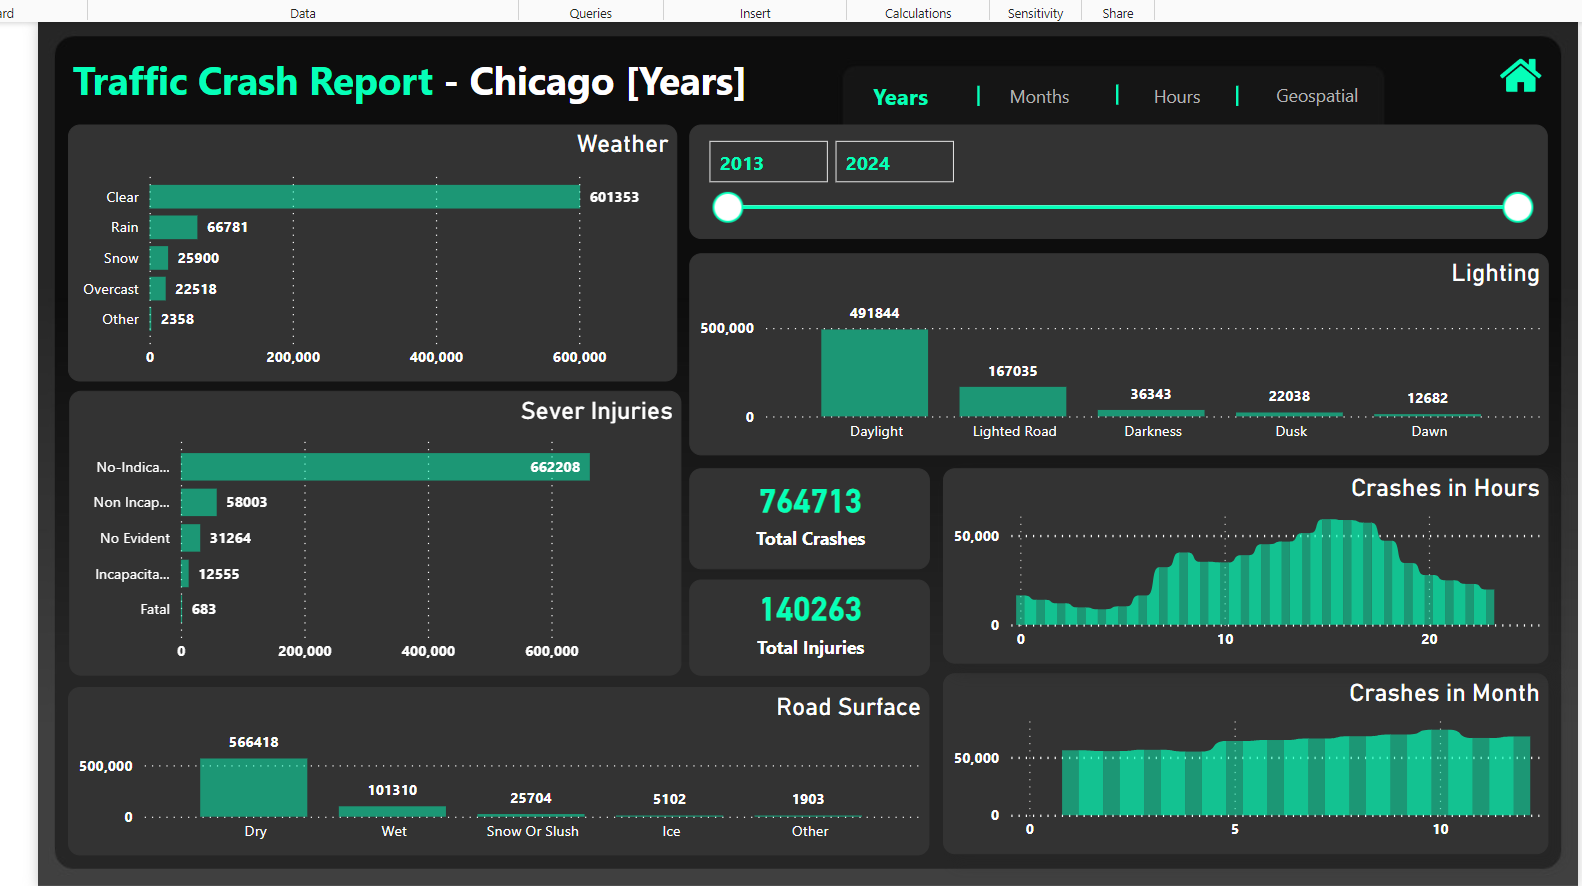 ard Data Queries Insert Calculations Sensitivity Share
Traffic Crash Report - Chicago [Years]
Years | Months | Hours | Geospatial
Weather
Clear 601353
Rain 66781
Snow 25900
Overcast 22518
Other 2358
0 200,000 400,000 600,000
2013 2024
Lighting
500,000
0
491844 167035 36343 22038 12682
Daylight Lighted Road Darkness Dusk Dawn
Sever Injuries
No-Indica... 662208
Non Incap... 58003
No Evident 31264
Incapacita... 12555
Fatal 683
0 200,000 400,000 600,000
764713
Total Crashes
140263
Total Injuries
Crashes in Hours
50,000
0
0 10 20
Road Surface
500,000
0
566418 101310 25704 5102 1903
Dry Wet Snow Or Slush Ice Other
Crashes in Month
50,000
0
0 5 10